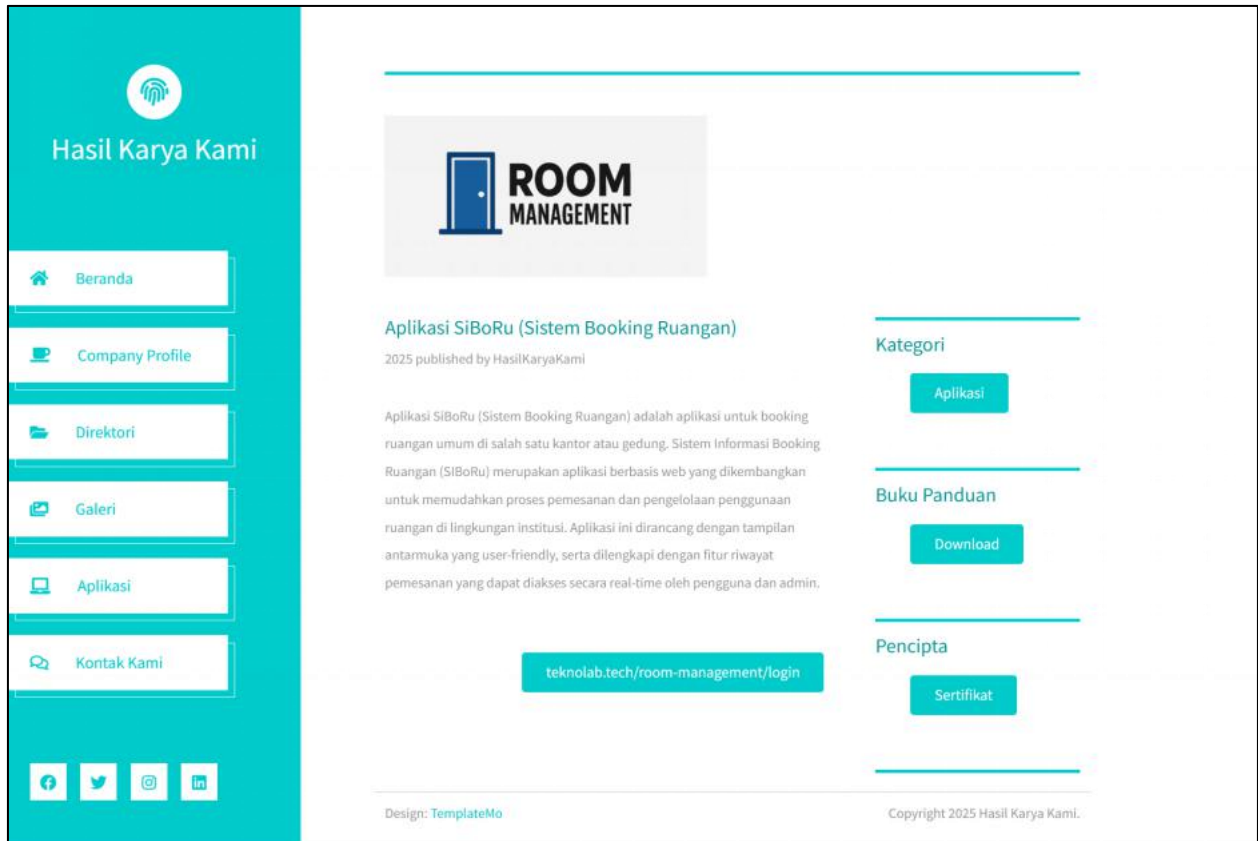 Hasil Karya Kami
Beranda
Company Profile
Direktori
Galeri
Aplikasi
Kontak Kami
ROOM
MANAGEMENT
Aplikasi SiBoRu (Sistem Booking Ruangan)
2025 published by HasilKaryaKami
Aplikasi SiBoRu (Sistem Booking Ruangan) adalah aplikasi untuk booking
ruangan umum di salah satu kantor atau gedung. Sistem Informasi Booking
Ruangan (SIBoRu) merupakan aplikasi berbasis web yang dikembangkan
untuk memudahkan proses pemesanan dan pengelolaan penggunaan
ruangan di lingkungan institusi. Aplikasi ini dirancang dengan tampilan
antarmuka yang user-friendly, serta dilengkapi dengan fitur riwayat
pemesanan yang dapat diakses secara real-time oleh pengguna dan admin.
teknolab.tech/room-management/login
Kategori
Aplikasi
Buku Panduan
Download
Pencipta
Sertifikat
Design: TemplateMo
Copyright 2025 Hasil Karya Kami.